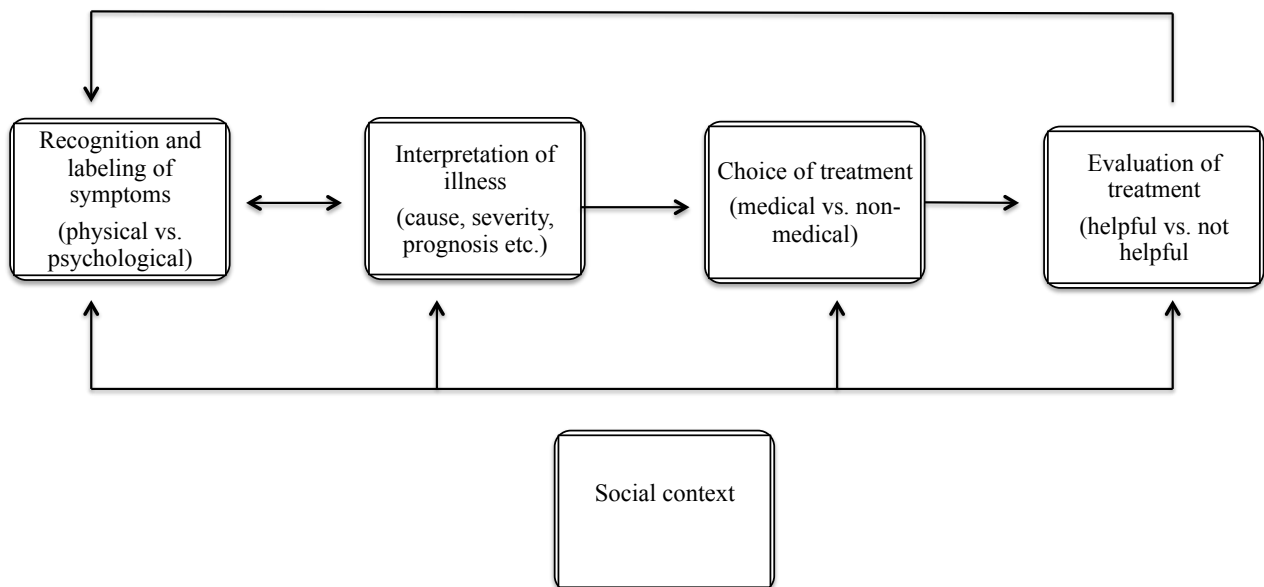 Recognition and
labeling of
symptoms
(physical vs.
psychological)
Interpretation of
illness
(cause, severity,
prognosis etc.)
Choice of treatment
(medical vs. non-
medical)
Evaluation of
treatment
(helpful vs. not
helpful
Social context